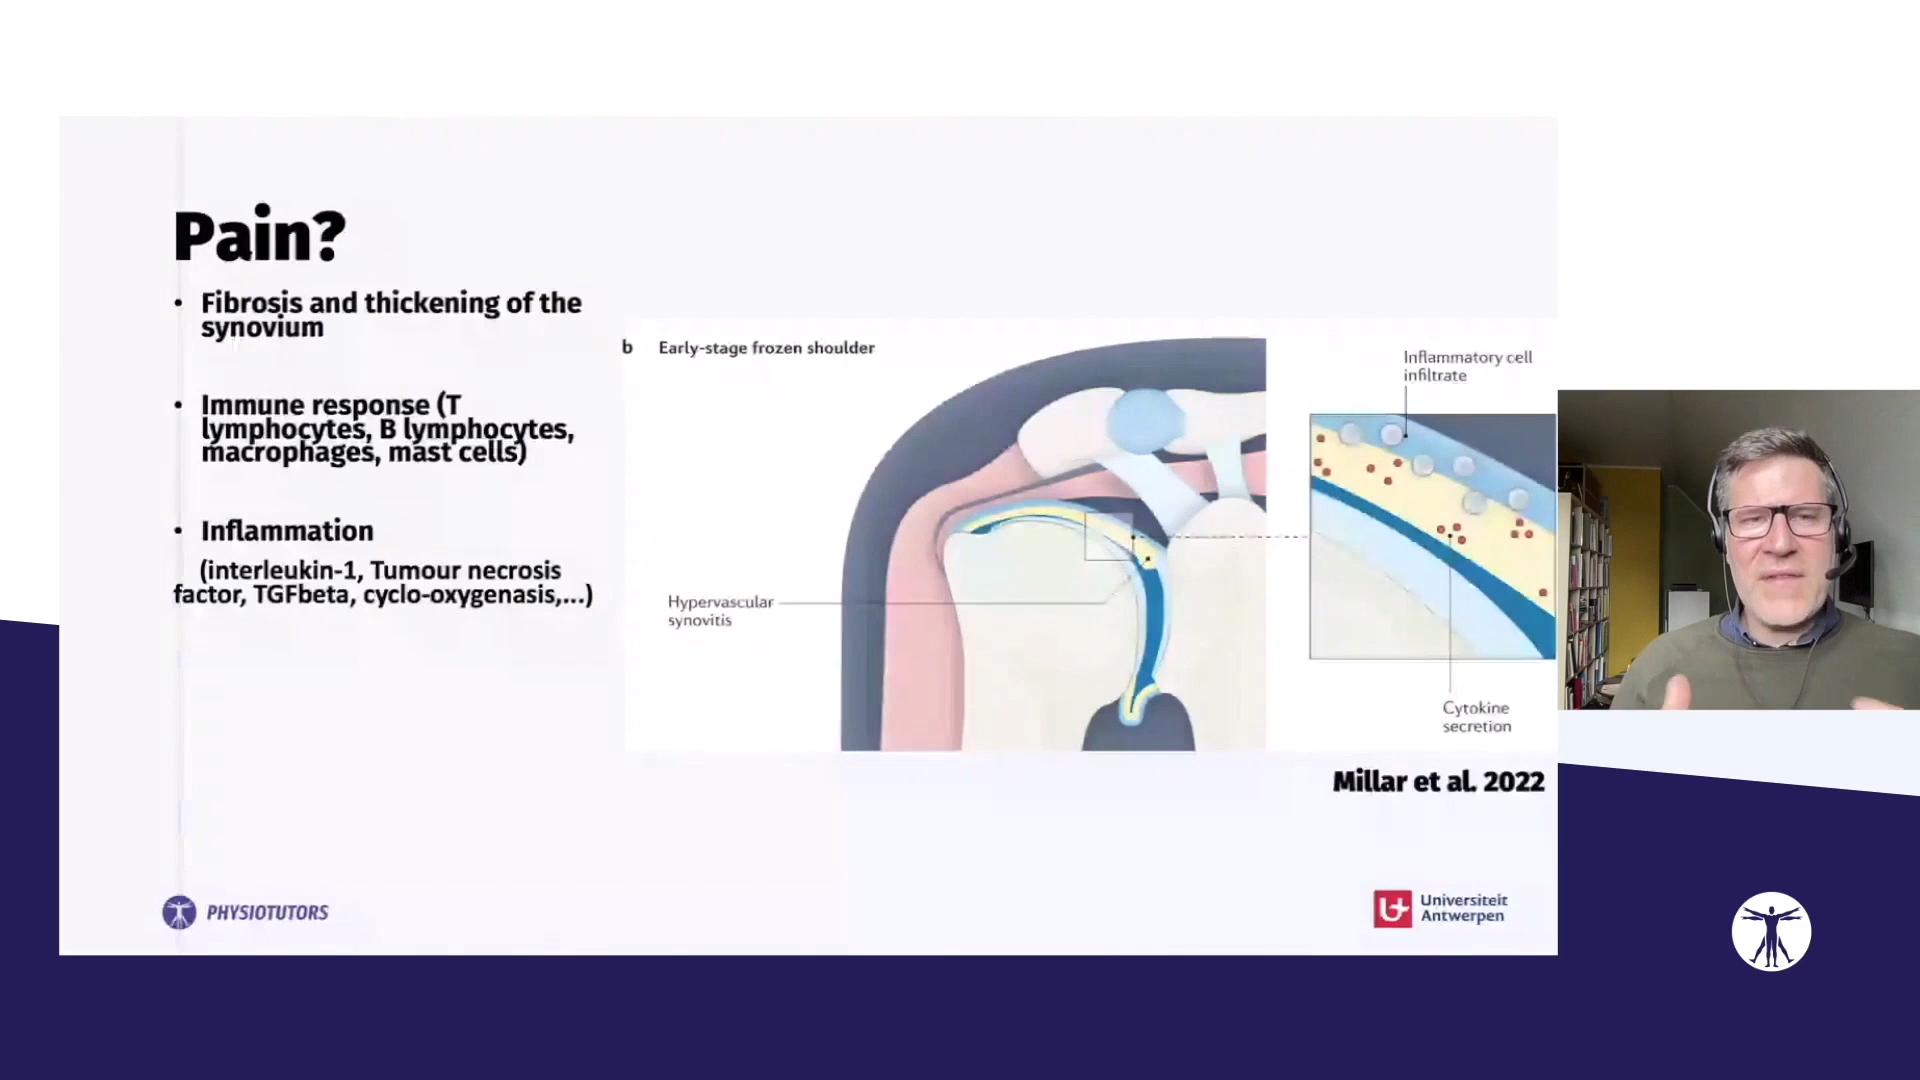 Pain?
• Fibrosis and thickening of the
synovium
• Immune response (T
lymphocytes, B lymphocytes,
macrophages, mast cells)
• Inflammation
(interleukin-1, Tumour necrosis
factor, TGFbeta, cyclo-oxygenasis,...)
b Early-stage frozen shoulder
Inflammatory cell
infiltrate
Hypervascular
synovitis
Cytokine
secretion
Millar et al. 2022
PHYSIOTUTORS
Universiteit
Antwerpen